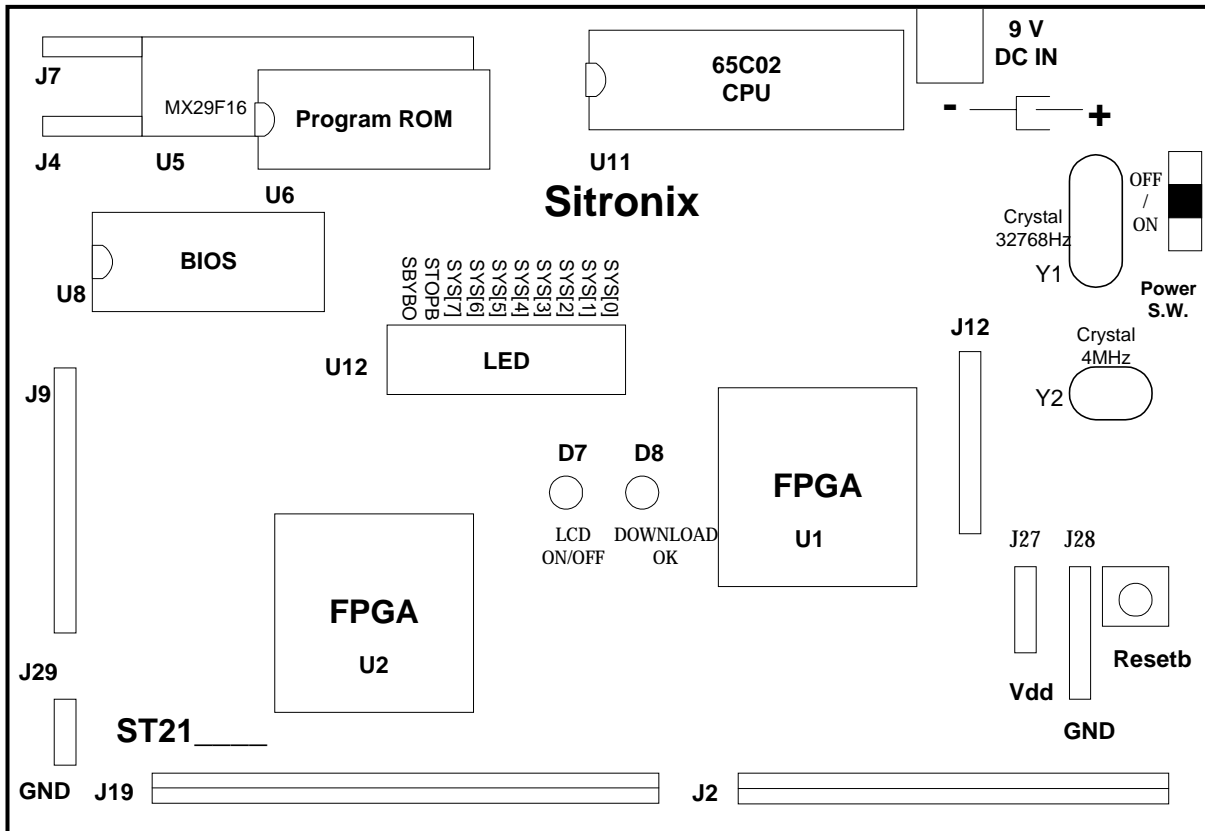 9 V
DC IN
J7
MX29F16
Program ROM
65C02
CPU
-
+
J4
U5
U11
U6
Sitronix
OFF
/
ON
Crystal
32768Hz
Y1
BIOS
U8
SBYBO
STOPB
SYS[7]
SYS[6]
SYS[5]
SYS[4]
SYS[3]
SYS[2]
SYS[1]
SYS[0]
Power
S.W.
U12
LED
J12
Crystal
4MHz
Y2
J9
D7
D8
LCD
ON/OFF
DOWNLOAD
OK
FPGA
U1
J27
J28
FPGA
U2
Resetb
J29
Vdd
GND
ST21____
GND
J19
J2